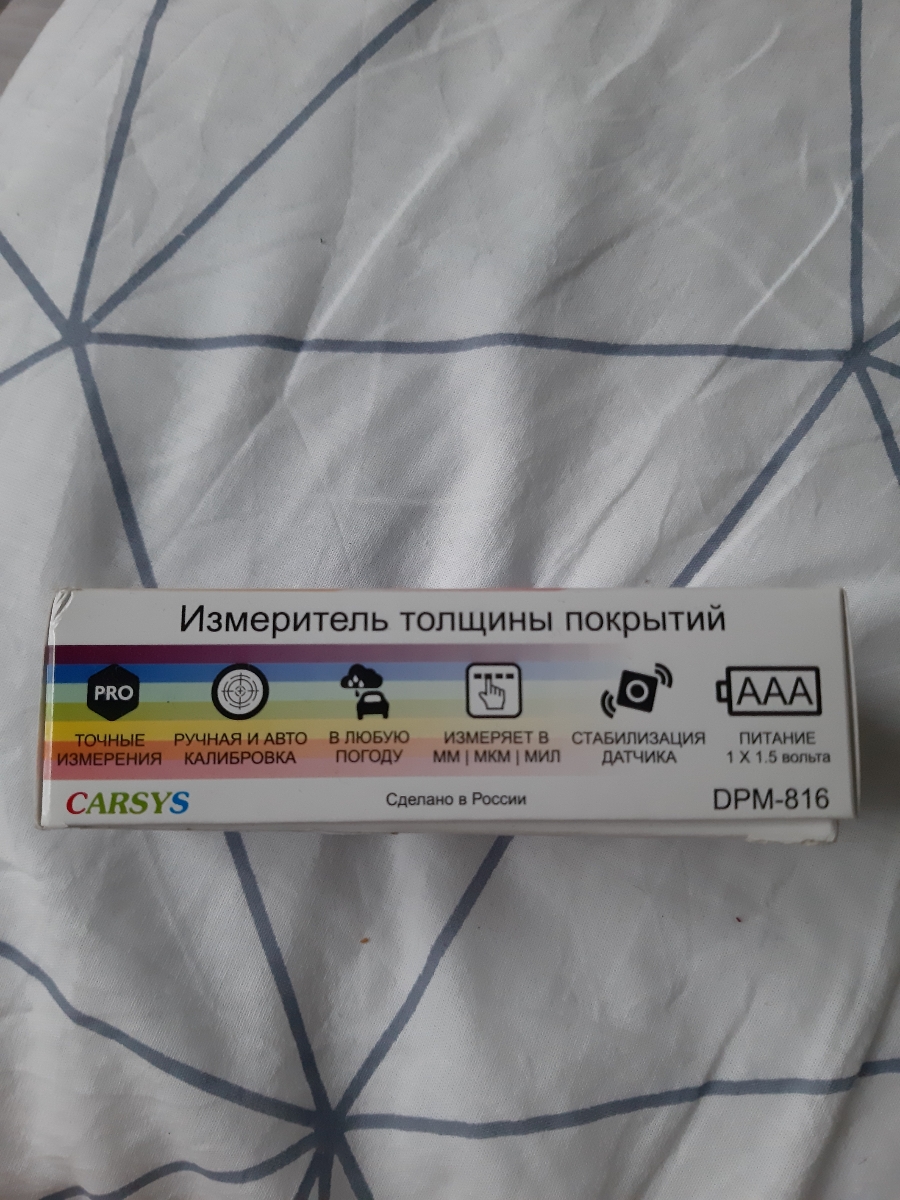 Измеритель толщины покрытий
PRO
ТОЧНЫЕ
ИЗМЕРЕНИЯ
РУЧНАЯ И АВТО
КАЛИБРОВКА
В ЛЮБУЮ
ПОГОДУ
ИЗМЕРЯЕТ В
ММ | МКМ | МИЛ
СТАБИЛИЗАЦИЯ
ДАТЧИКА
AAA
ПИТАНИЕ
1 X 1.5 вольта
CARSYS
Сделано в России
DPM-816